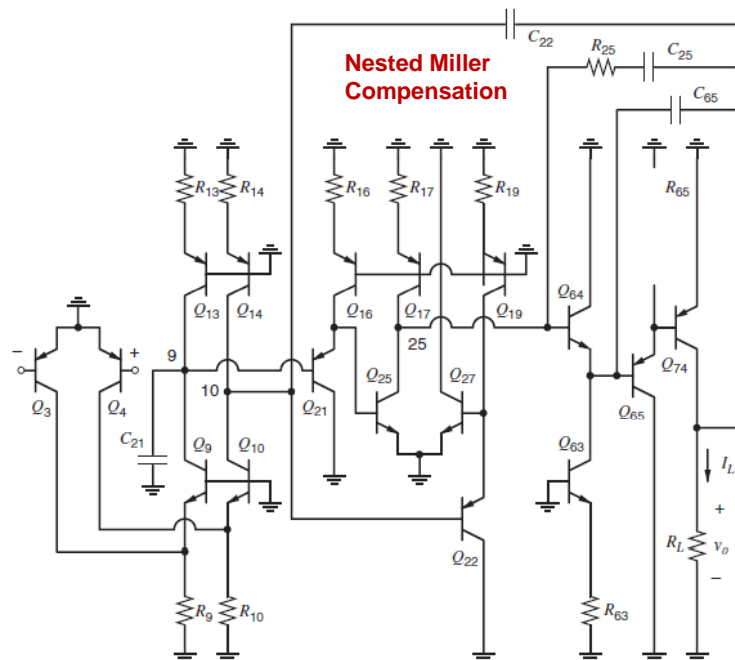 C22
Nested Miller
Compensation
R25
C25
C65
R13
R14
R16
R17
R19
R65
Q13
Q14
Q16
Q17
Q19
Q64
Q74
−
+
9
25
Q3
Q4
10
Q21
Q25
Q27
Q65
C21
Q9
Q10
Q63
IL
+
Q22
RL
vo
−
R9
R10
R63